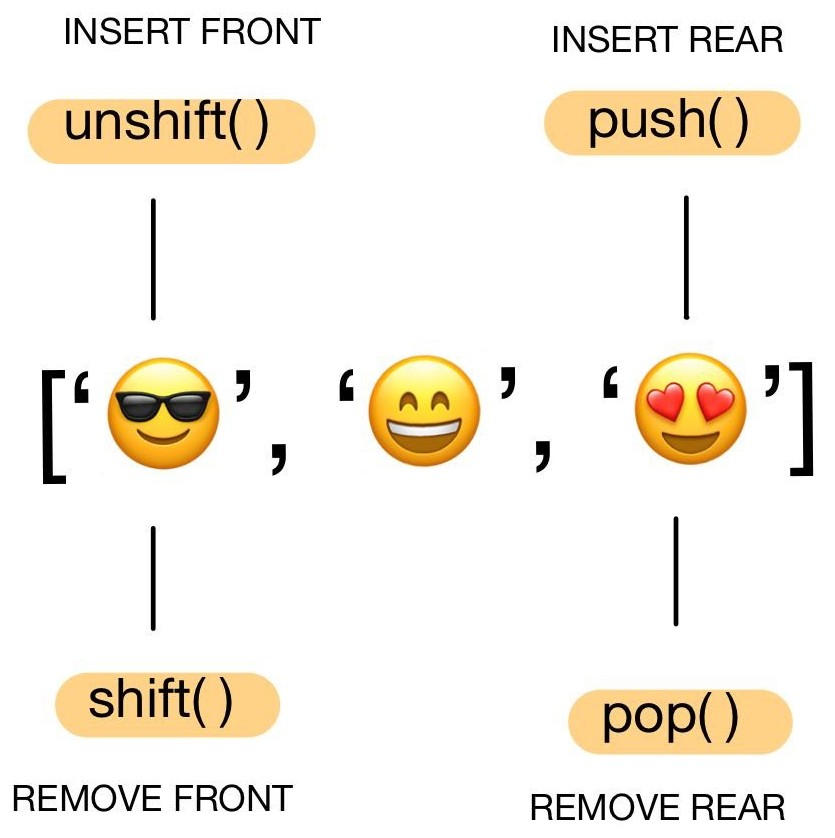 INSERT FRONT
INSERT REAR
unshift( )
push( )
[‘😎’, ‘😄’, ‘😍’]
shift( )
pop( )
REMOVE FRONT
REMOVE REAR